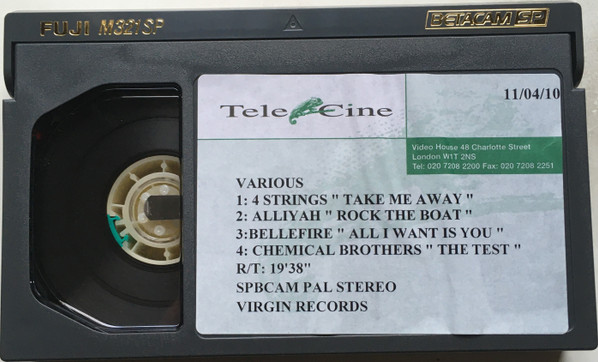 FUJI M321SP
BETACAM SP
TeleCine
11/04/10
Video House 48 Charlotte Street
London W1T 2NS
Tel: 020 7208 2200 Fax: 020 7208 2251
VARIOUS
1: 4 STRINGS " TAKE ME AWAY "
2: ALLIYAH " ROCK THE BOAT "
3:BELLEFIRE " ALL I WANT IS YOU "
4: CHEMICAL BROTHERS " THE TEST "
R/T: 19'38"
SPBCAM PAL STEREO
VIRGIN RECORDS